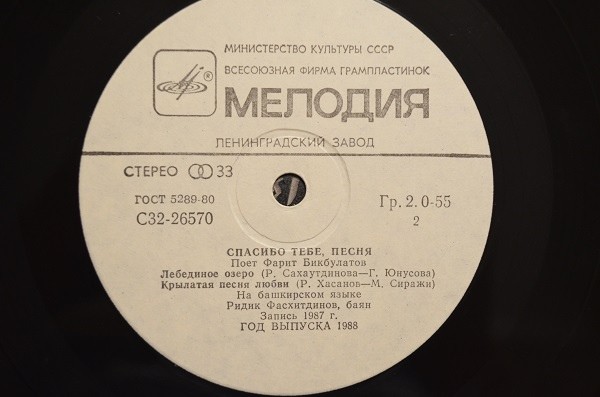 МИНИСТЕРСТВО КУЛЬТУРЫ СССР
ВСЕСОЮЗНАЯ ФИРМА ГРАМПЛАСТИНОК
®
МЕЛОДИЯ
ЛЕНИНГРАДСКИЙ ЗАВОД
СТЕРЕО 33
ГОСТ 5289-80
С32-26570
Гр. 2. 0-55
2
СПАСИБО ТЕБЕ, ПЕСНЯ
Поет Фарит Бикбулатов
Лебединое озеро (Р. Сахаутдинова—Г. Юнусова)
Крылатая песня любви (Р. Хасанов—М. Сиражи)
На башкирском языке
Ридик Фасхитдинов, баян
Запись 1987 г.
ГОД ВЫПУСКА 1988